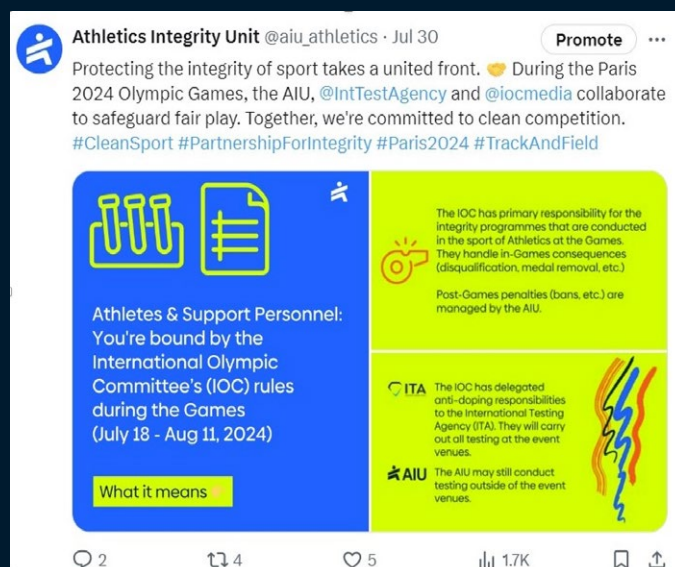 Athletics Integrity Unit @aiu_athletics · Jul 30
Promote
Protecting the integrity of sport takes a united front. 🤝 During the Paris
2024 Olympic Games, the AIU, @IntTestAgency and @iocmedia collaborate
to safeguard fair play. Together, we're committed to clean competition.
#CleanSport #PartnershipForIntegrity #Paris2024 #TrackAndField
Athletes & Support Personnel:
You're bound by the
International Olympic
Committee's (IOC) rules
during the Games
(July 18 - Aug 11, 2024)
What it means
The IOC has primary responsibility for the
integrity programmes that are conducted
in the sport of Athletics at the Games.
They handle in-Games consequences
(disqualification, medal removal, etc.)
Post-Games penalties (bans, etc.) are
managed by the AIU.
ITA
The IOC has delegated
anti-doping responsibilities
to the International Testing
Agency (ITA). They will carry
out all testing at the event
venues.
AIU
The AIU may still conduct
testing outside of the event
venues.
2
4
5
1.7K